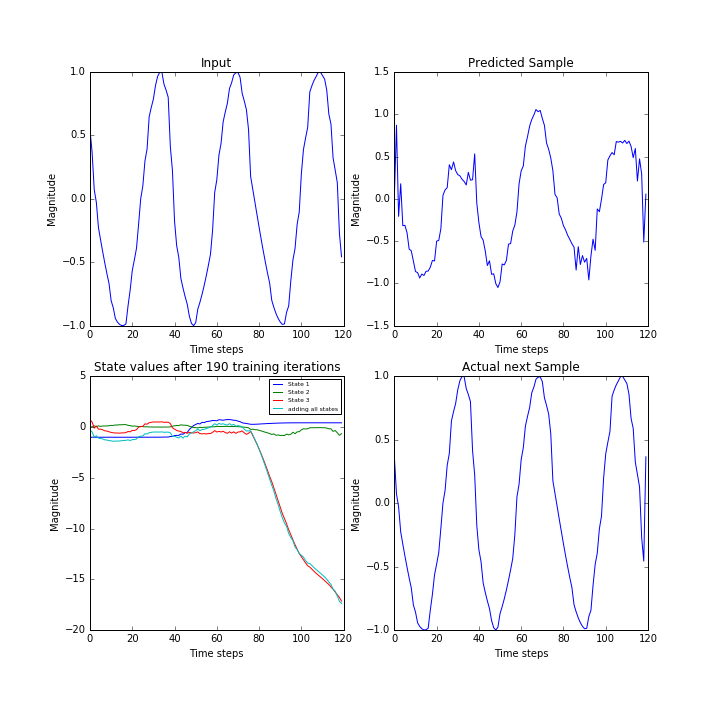 Input
1.0
0.5
0.0
−0.5
−1.0
Magnitude
0 20 40 60 80 100 120
Time steps
Predicted Sample
1.5
1.0
0.5
0.0
−0.5
−1.0
−1.5
Magnitude
0 20 40 60 80 100 120
Time steps
State values after 190 training iterations
5
0
−5
−10
−15
−20
Magnitude
State 1
State 2
State 3
adding all states
0 20 40 60 80 100 120
Time steps
Actual next Sample
1.0
0.5
0.0
−0.5
−1.0
Magnitude
0 20 40 60 80 100 120
Time steps